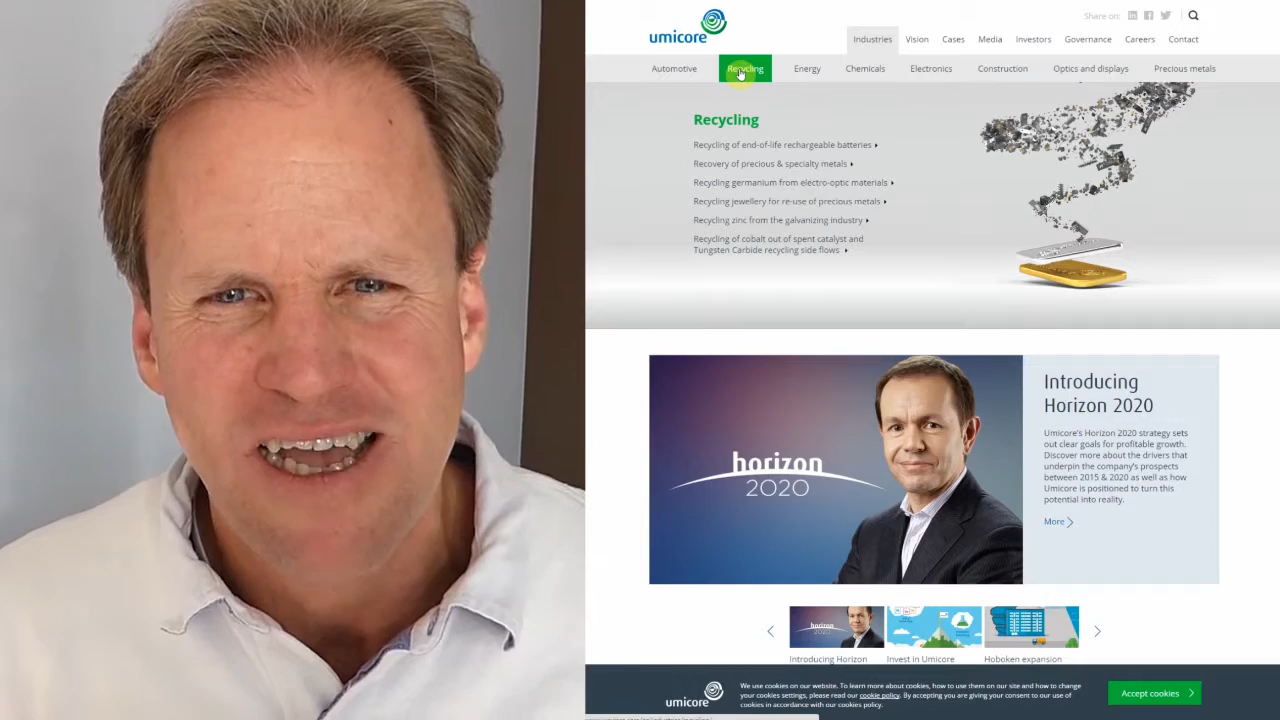 umicore
Share on:
Industries Vision Cases Media Investors Governance Careers Contact
Automotive Recycling Energy Chemicals Electronics Construction Optics and displays Precious metals
Recycling
Recycling of end-of-life rechargeable batteries
Recovery of precious & specialty metals
Recycling germanium from electro-optic materials
Recycling jewellery for re-use of precious metals
Recycling zinc from the galvanizing industry
Recycling of cobalt out of spent catalyst and
Tungsten Carbide recycling side flows
horizon
2020
Introducing
Horizon 2020
Umicore's Horizon 2020 strategy sets
out clear goals for profitable growth.
Discover more about the drivers that
underpin the company's prospects
between 2015 & 2020 as well as how
Umicore is positioned to turn this
potential into reality.
More
horizon
2020
Introducing Horizon Invest in Umicore Hoboken expansion
umicore
We use cookies on our website. To learn more about cookies, how to use them on our site and how to change
your cookies settings, please read our cookie policy. By accepting you are giving your consent to our use of
cookies in accordance with our cookies policy.
Accept cookies